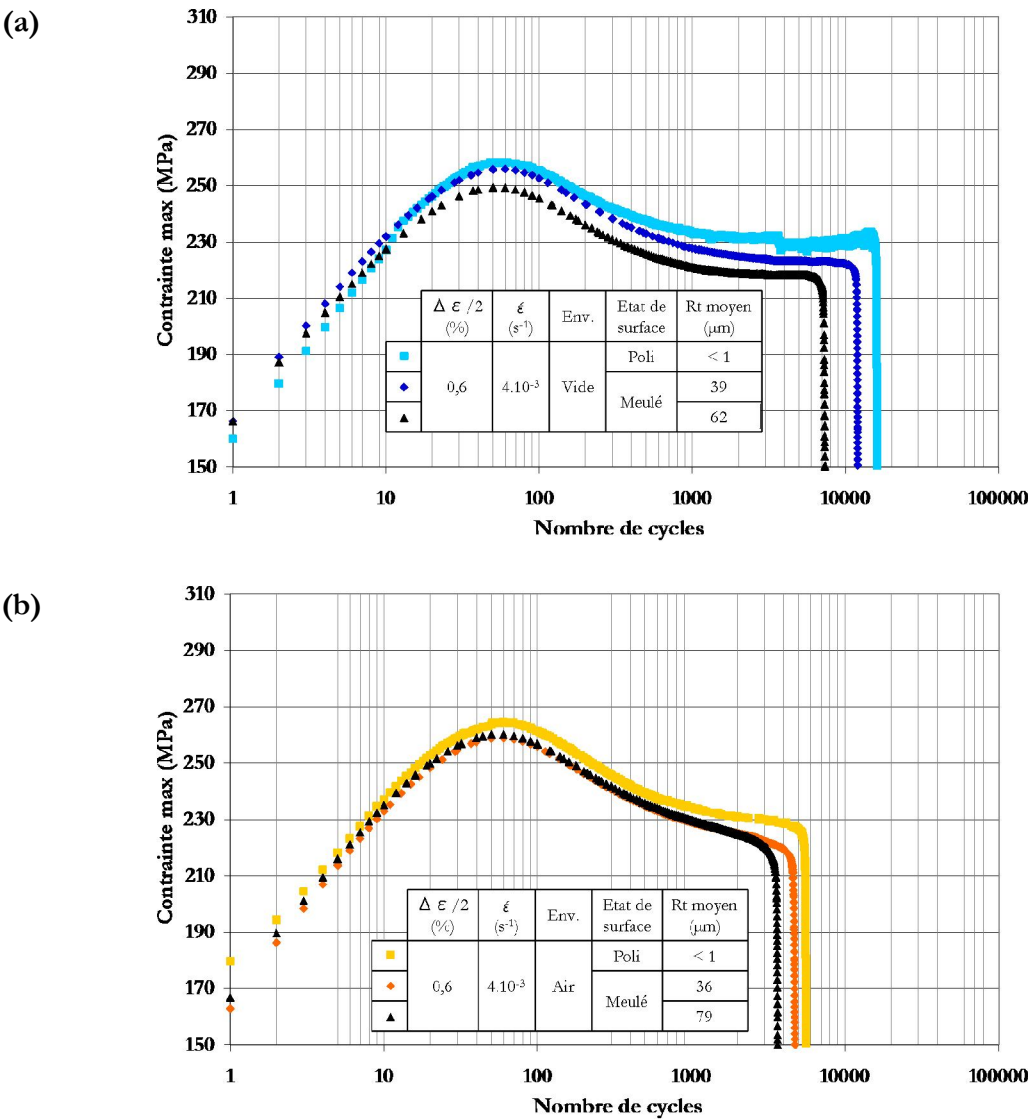 (a)
310
290
270
250
230
210
190
170
150
Contrainte max (MPa)
Δ ε /2 (%)
ε̇ (s⁻¹)
Env.
Etat de surface
Rt moyen (μm)
0,6
4.10⁻³
Vide
Poli
< 1
Meulé
39
62
1
10
100
1000
10000
100000
Nombre de cycles
(b)
310
290
270
250
230
210
190
170
150
Contrainte max (MPa)
Δ ε /2 (%)
ε̇ (s⁻¹)
Env.
Etat de surface
Rt moyen (μm)
0,6
4.10⁻³
Air
Poli
< 1
Meulé
36
79
1
10
100
1000
10000
100000
Nombre de cycles